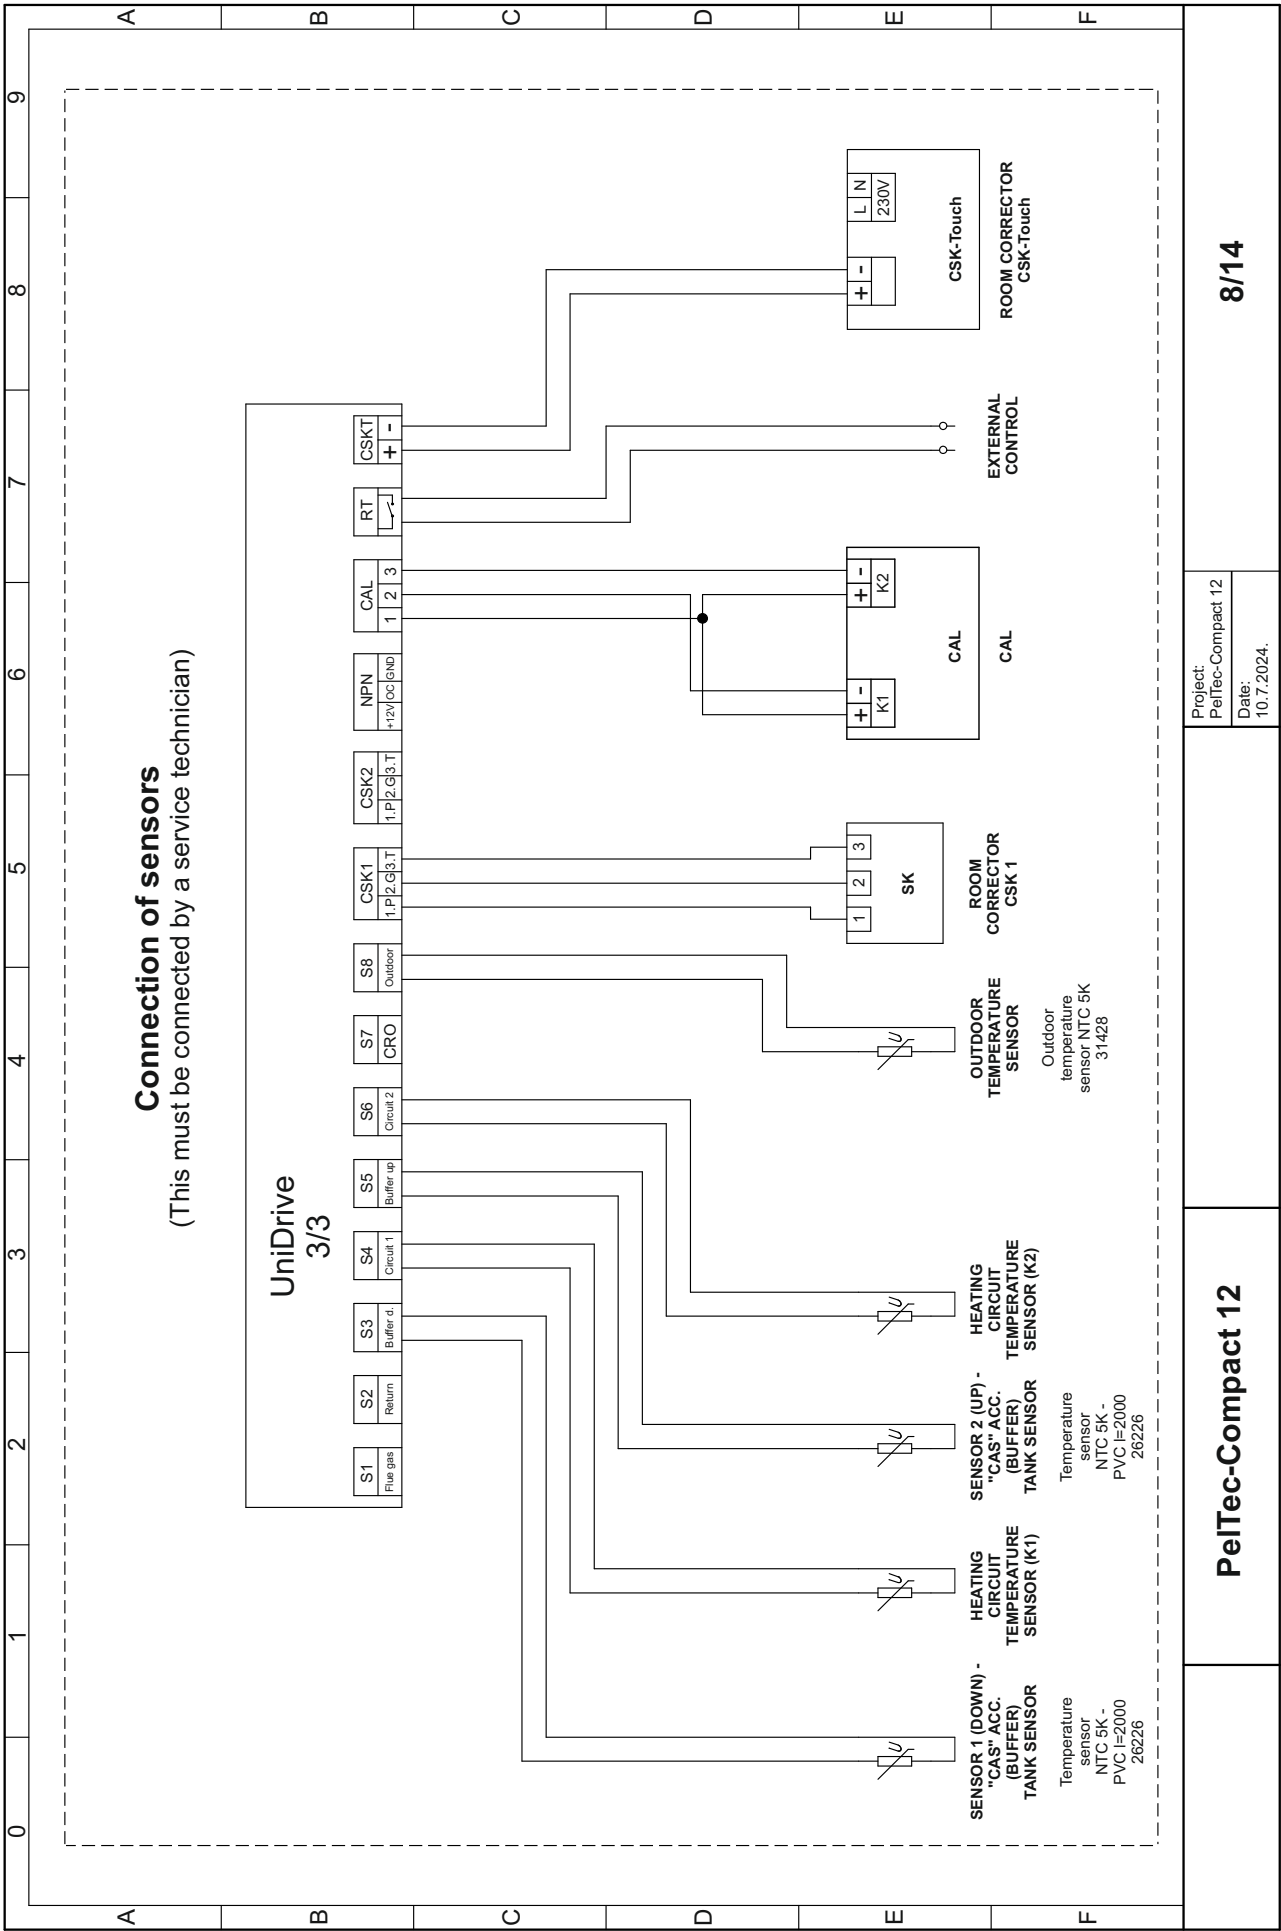 0 1 2 3 4 5 6 7 8 9
A
B
C
D
E
F
A
B
C
D
E
F
Connection of sensors
(This must be connected by a service technician)
UniDrive
3/3
S1
Flue gas
S2
Return
S3
Buffer d.
S4
Circuit 1
S5
Buffer up
S6
Circuit 2
S7
CRO
S8
Outdoor
CSK1
1.P 2.G 3.T
CSK2
1.P 2.G 3.T
NPN
+12V OC GND
CAL
1 2 3
RT
CSKT
+ -
U
SENSOR 1 (DOWN) -
"CAS" ACC.
(BUFFER)
TANK SENSOR
Temperature
sensor
NTC 5K -
PVC l=2000
26226
U
HEATING
CIRCUIT
TEMPERATURE
SENSOR (K1)
U
SENSOR 2 (UP) -
"CAS" ACC.
(BUFFER)
TANK SENSOR
Temperature
sensor
NTC 5K -
PVC l=2000
26226
U
HEATING
CIRCUIT
TEMPERATURE
SENSOR (K2)
U
OUTDOOR
TEMPERATURE
SENSOR
Outdoor
temperature
sensor NTC 5K
31428
1 2 3
SK
ROOM
CORRECTOR
CSK 1
+ -
K1
+ -
K2
CAL
CAL
EXTERNAL
CONTROL
+ -
L N
230V
CSK-Touch
ROOM CORRECTOR
CSK-Touch
PelTec-Compact 12
Project:
PelTec-Compact 12
Date:
10.7.2024.
8/14